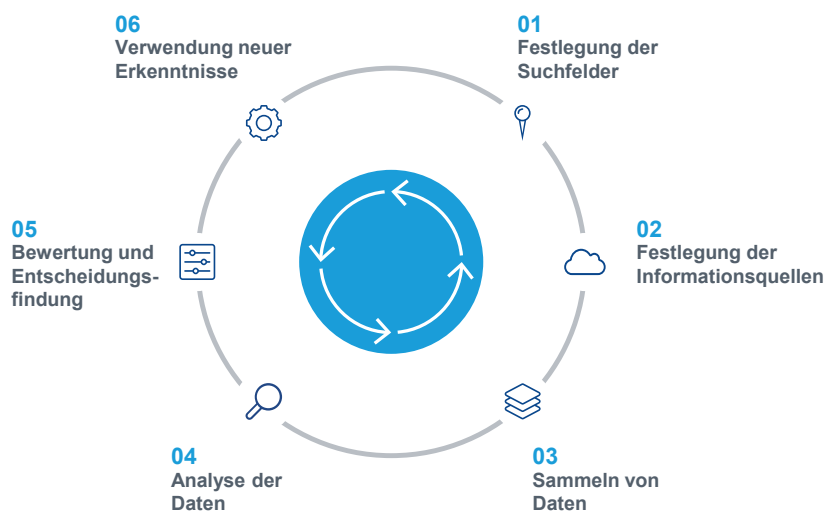 01
Festlegung der
Suchfelder
02
Festlegung der
Informationsquellen
03
Sammeln von
Daten
04
Analyse der
Daten
05
Bewertung und
Entscheidungs-
findung
06
Verwendung neuer
Erkenntnisse